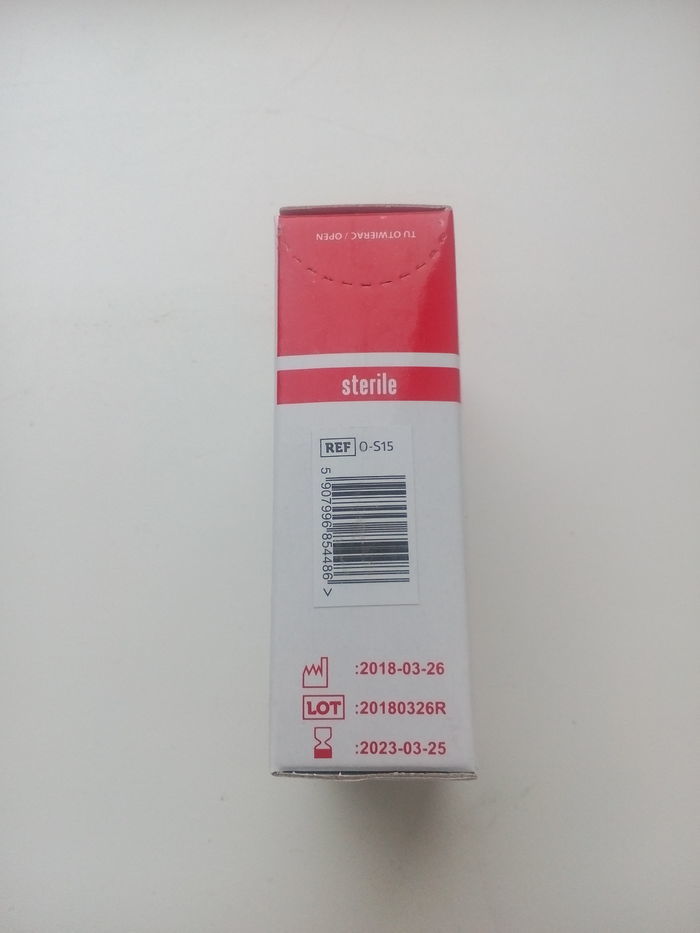 TU OTWIERAC / OPEN
sterile
REF O-S15
5 907996 854486 >
:2018-03-26
LOT :20180326R
:2023-03-25